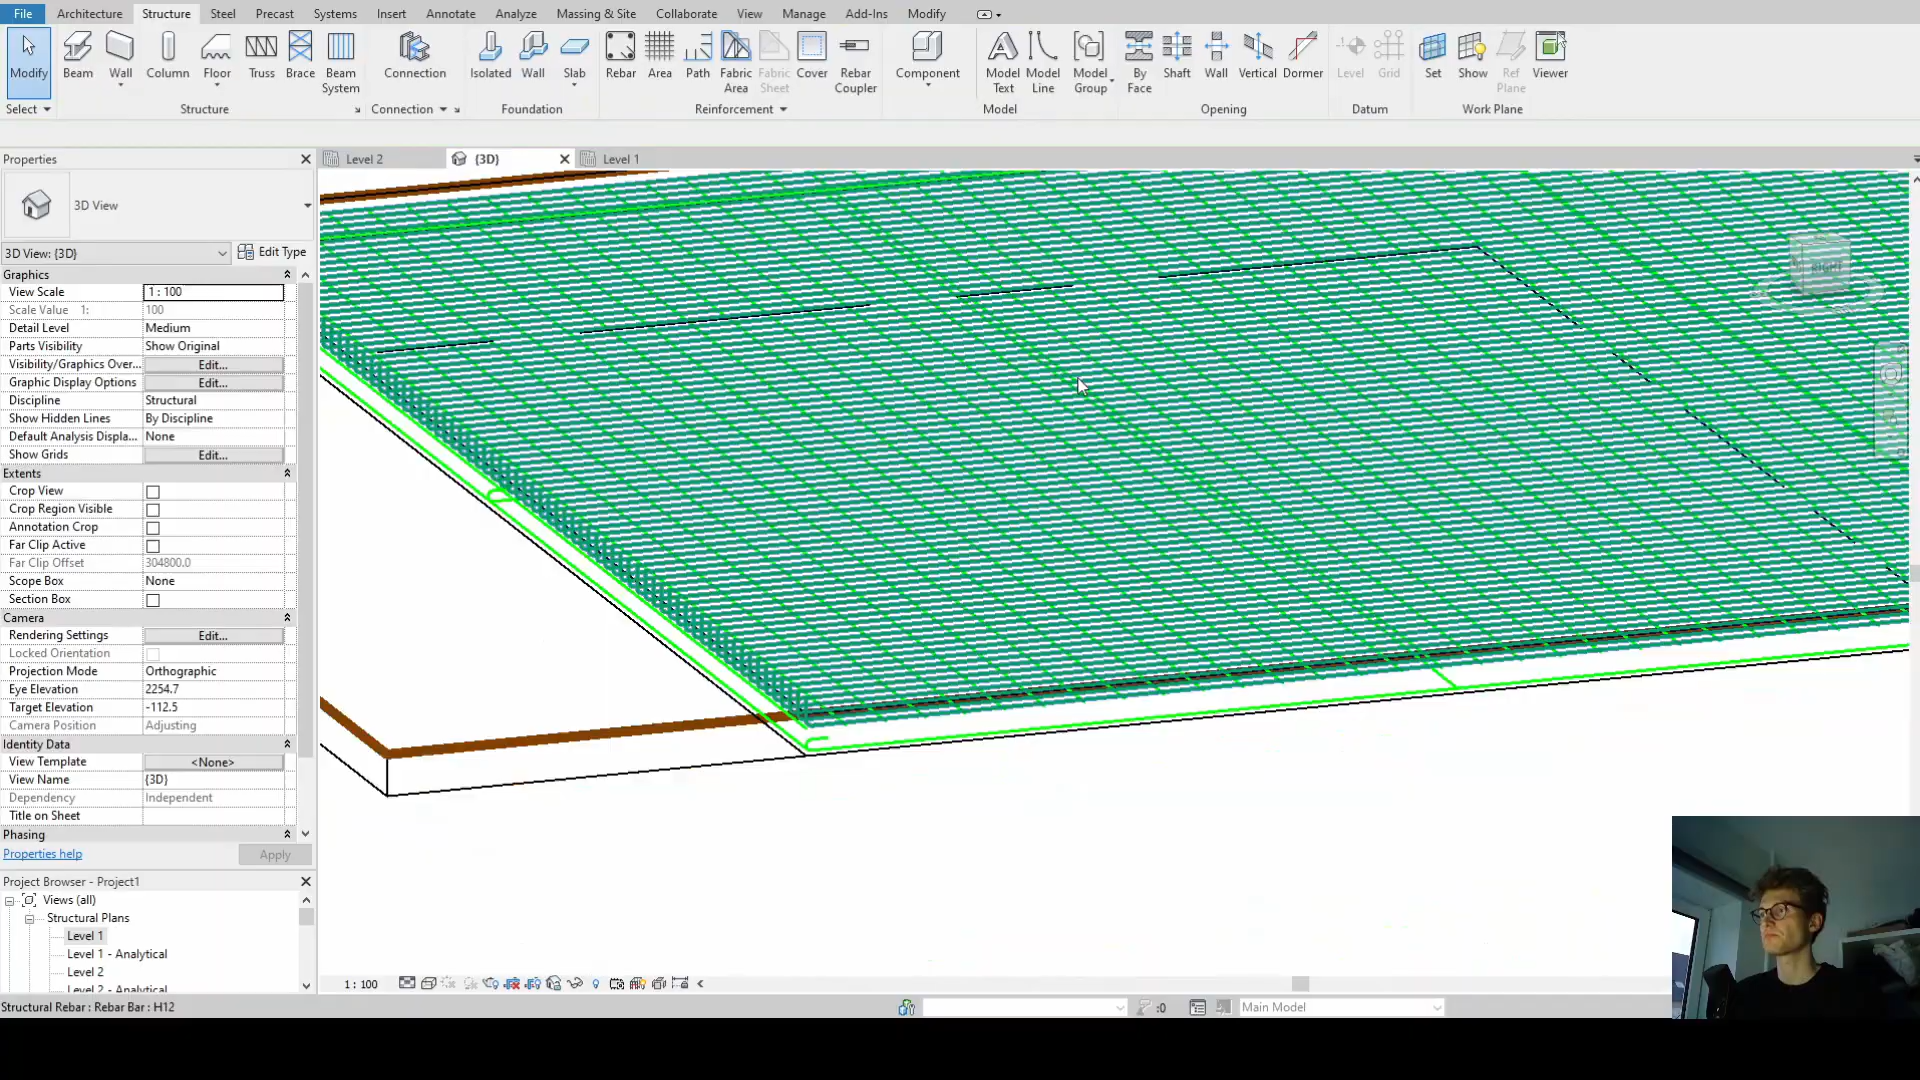 File Architecture Structure Steel Precast Systems Insert Annotate Analyze Massing & Site Collaborate View Manage Add-Ins Modify
Modify Beam Wall Column Floor Truss Brace Beam System Connection Isolated Wall Slab Rebar Area Path Fabric Area Fabric Sheet Cover Rebar Coupler Component Model Text Model Line Model Group By Face Shaft Wall Vertical Dormer Level Grid Set Show Ref Plane Viewer
Select Structure Connection Foundation Reinforcement Model Opening Datum Work Plane
Properties
Level 2 {3D} Level 1
3D View
3D View: {3D} Edit Type
Graphics
View Scale 1 : 100
Scale Value 1: 100
Detail Level Medium
Parts Visibility Show Original
Visibility/Graphics Over... Edit...
Graphic Display Options Edit...
Discipline Structural
Show Hidden Lines By Discipline
Default Analysis Displa... None
Show Grids Edit...
Extents
Crop View
Crop Region Visible
Annotation Crop
Far Clip Active
Far Clip Offset 304800.0
Scope Box None
Section Box
Camera
Rendering Settings Edit...
Locked Orientation
Projection Mode Orthographic
Eye Elevation 2254.7
Target Elevation -112.5
Camera Position Adjusting
Identity Data
View Template <None>
View Name {3D}
Dependency Independent
Title on Sheet
Phasing
Properties help Apply
Project Browser - Project1
Views (all)
Structural Plans
Level 1
Level 1 - Analytical
Level 2
Level 2 - Analytical
RIGHT
1 : 100
Structural Rebar : Rebar Bar : H12
:0 Main Model